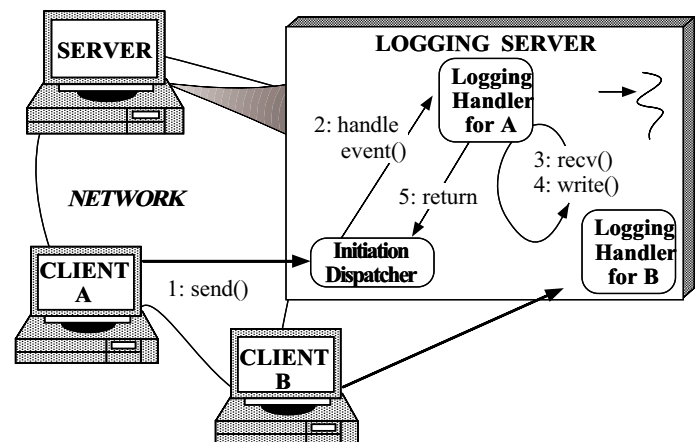 SERVER
LOGGING SERVER
Logging
Handler
for A
2: handle
event()
3: recv()
4: write()
5: return
NETWORK
Initiation
Dispatcher
Logging
Handler
for B
CLIENT
A
1: send()
CLIENT
B